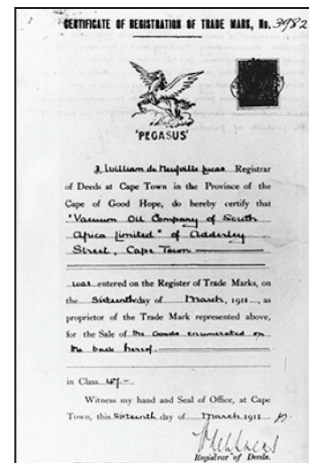 CERTIFICATE OF REGISTRATION OF TRADE MARK, No. 3982
'PEGASUS'
I, William de Neufville Lucas Registrar
of Deeds at Cape Town in the Province of the
Cape of Good Hope, do hereby certify that
"Vacuum Oil Company of South
Africa Limited" of Adderley
Street, Cape Town
was entered on the Register of Trade Marks, on
the Sixteenth day of March, 1911, as
proprietor of the Trade Mark represented above,
for the Sale of the Goods enumerated on
the back hereof.
in Class 47.—
Witness my hand and Seal of Office, at Cape
Town, this Sixteenth day of March 1911
Registrar of Deeds.